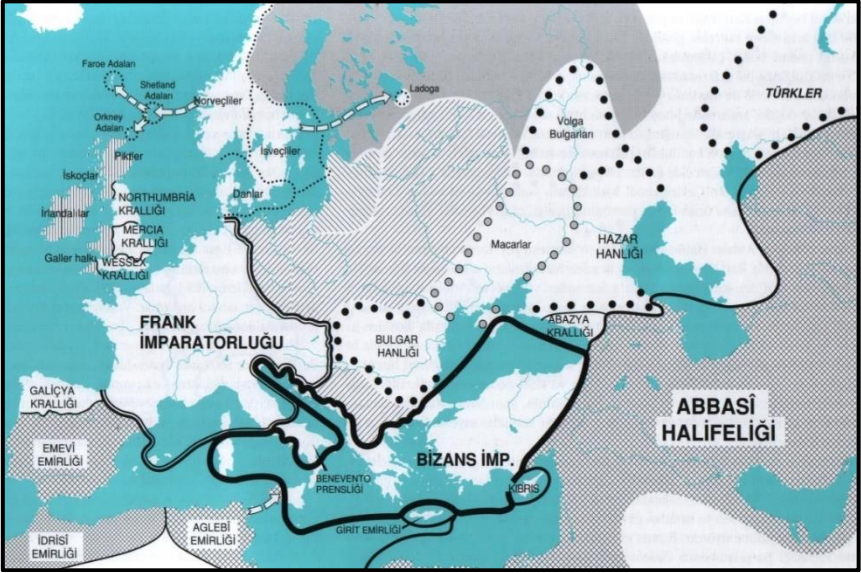 Faroe Adaları
Shetland
Adaları
Orkney
Adaları
Norveçliler
Ladoga
TÜRKLER
Volga
Bulgarları
İsveçliler
Piktler
İskoçlar
Danlar
NORTHUMBRİA
KRALLIĞI
İrlandalılar
MERCIA
KRALLIĞI
Galler halkı
WESSEX
KRALLIĞI
Macarlar
HAZAR
HANLIĞI
FRANK
İMPARATORLUĞU
ABAZYA
KRALLIĞI
BULGAR
HANLIĞI
GALİÇYA
KRALLIĞI
ABBASÎ
HALİFELİĞİ
EMEVİ
EMİRLİĞİ
BİZANS İMP.
BENEVENTO
PRENSLİĞİ
KIBRIS
AGLEBİ
EMİRLİĞİ
GİRİT EMİRLİĞİ
İDRİSİ
EMİRLİĞİ